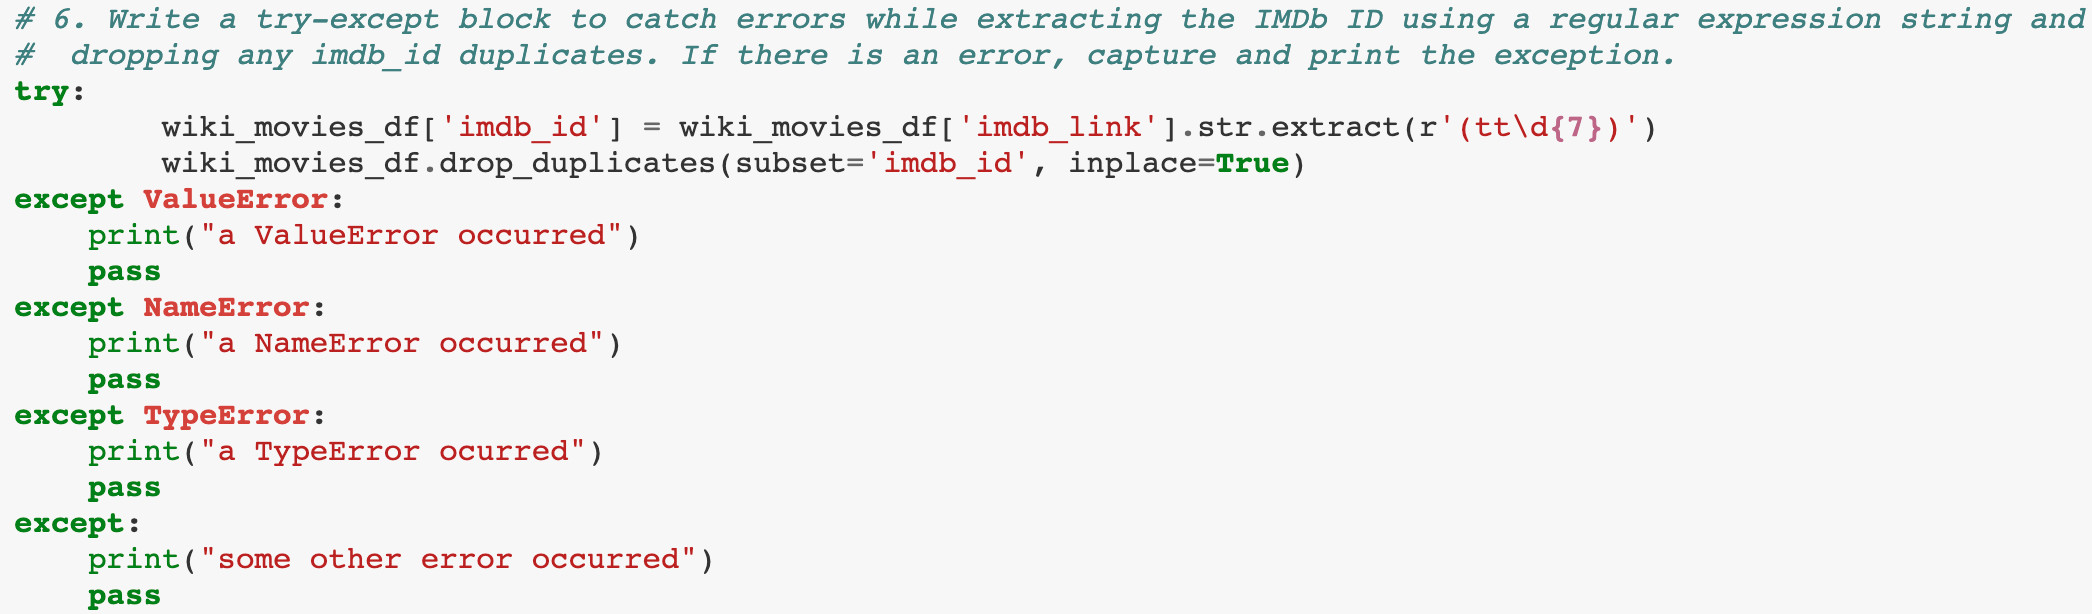 # 6. Write a try-except block to catch errors while extracting the IMDb ID using a regular expression string and
#  dropping any imdb_id duplicates. If there is an error, capture and print the exception.
try:
        wiki_movies_df['imdb_id'] = wiki_movies_df['imdb_link'].str.extract(r'(tt\d{7})')
        wiki_movies_df.drop_duplicates(subset='imdb_id', inplace=True)
except ValueError:
    print("a ValueError occurred")
    pass
except NameError:
    print("a NameError occurred")
    pass
except TypeError:
    print("a TypeError ocurred")
    pass
except:
    print("some other error occurred")
    pass